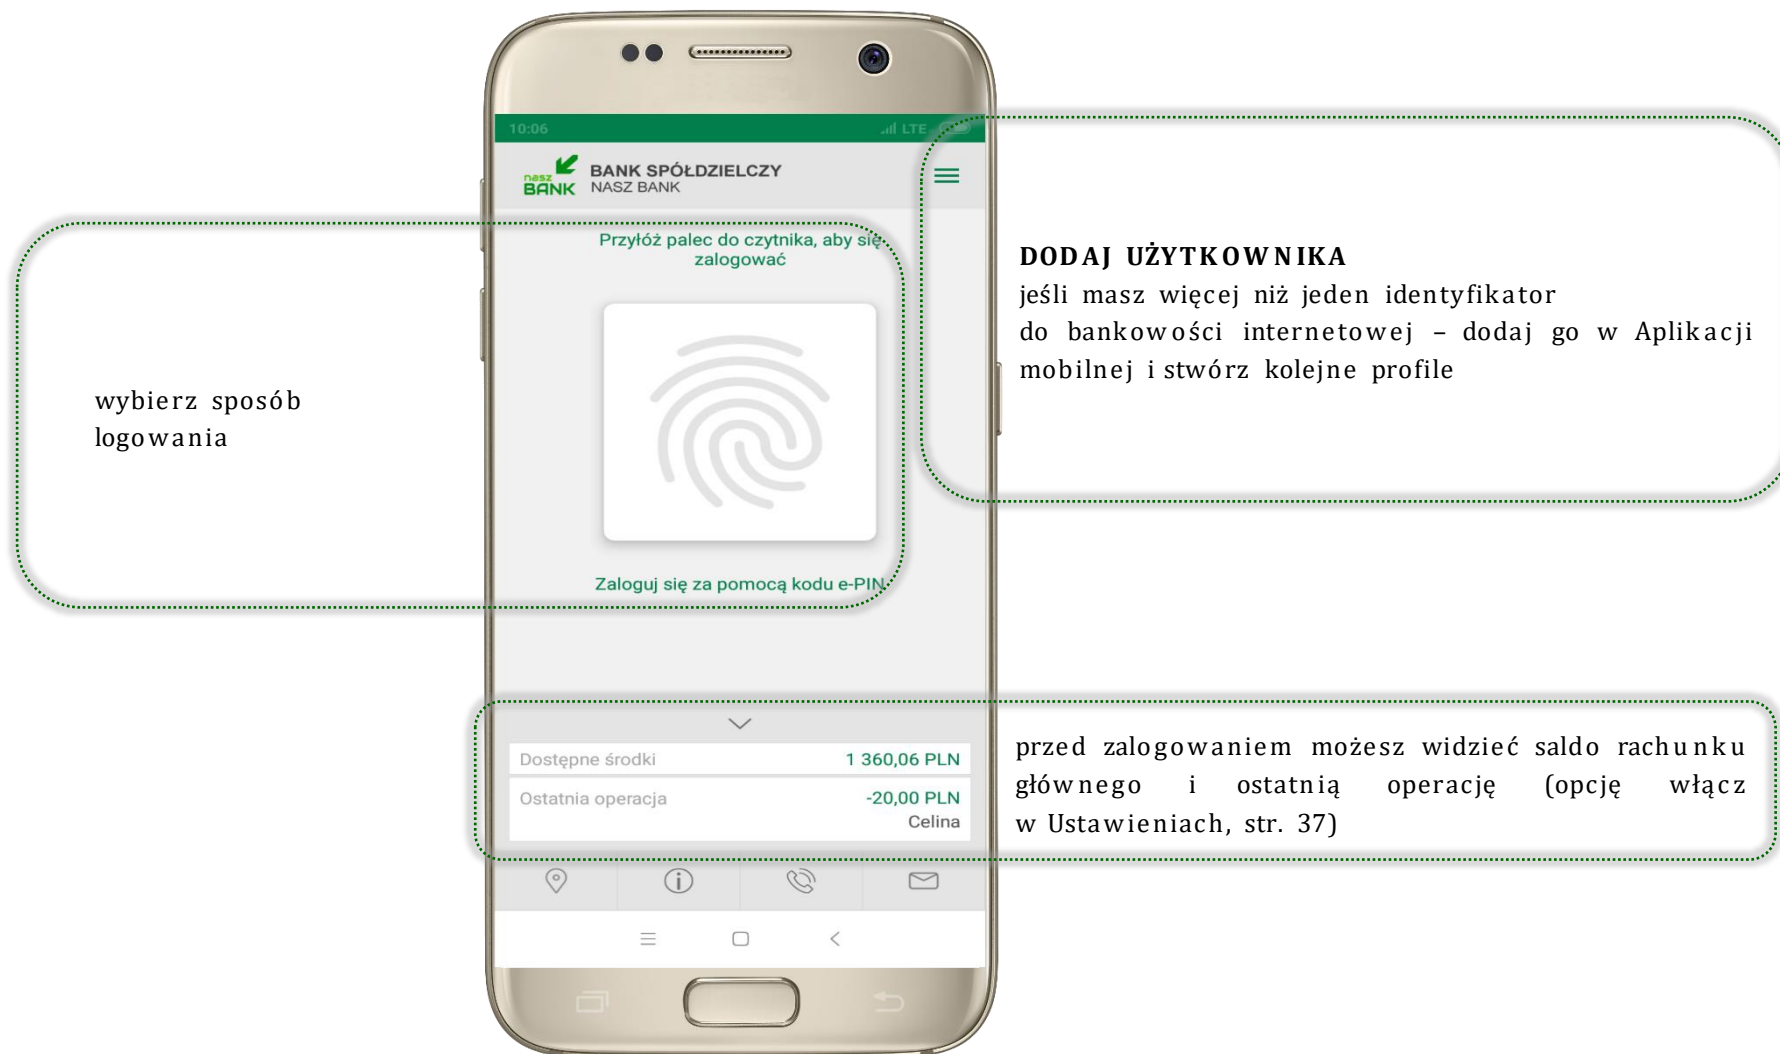 10:06 LTE
nasz
BANK
BANK SPÓŁDZIELCZY
NASZ BANK
Przyłóż palec do czytnika, aby się
zalogować
Zaloguj się za pomocą kodu e-PIN
wybierz sposób
logowania
DODAJ UŻYTKOWNIKA
jeśli masz więcej niż jeden identyfikator
do bankowości internetowej – dodaj go w Aplikacji
mobilnej i stwórz kolejne profile
Dostępne środki 1 360,06 PLN
Ostatnia operacja -20,00 PLN
Celina
przed zalogowaniem możesz widzieć saldo rachunku
głównego i ostatnią operację (opcję włącz
w Ustawieniach, str. 37)